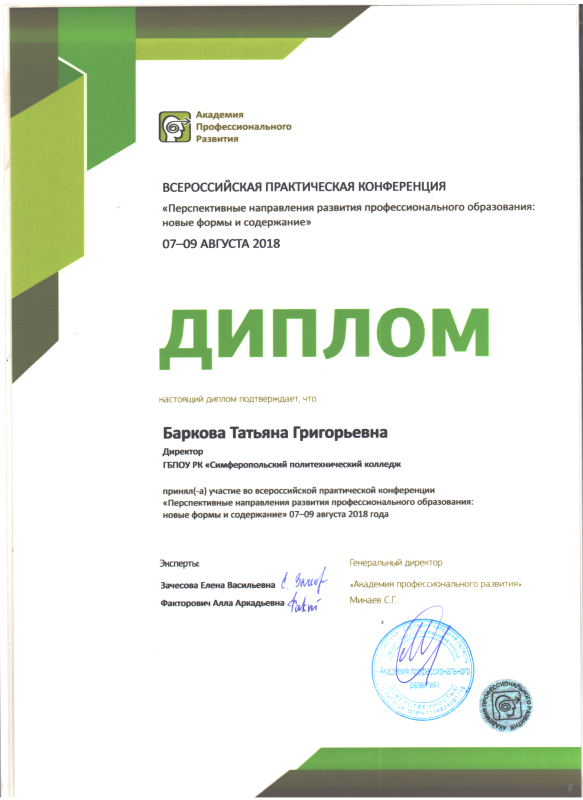 Академия
Профессионального
Развития
ВСЕРОССИЙСКАЯ ПРАКТИЧЕСКАЯ КОНФЕРЕНЦИЯ
«Перспективные направления развития профессионального образования:
новые формы и содержание»
07–09 АВГУСТА 2018
ДИПЛОМ
настоящий диплом подтверждает, что
Баркова Татьяна Григорьевна
Директор
ГБПОУ РК «Симферопольский политехнический колледж
принял(-а) участие во всероссийской практической конференции
«Перспективные направления развития профессионального образования:
новые формы и содержание» 07–09 августа 2018 года
Эксперты:
Зачесова Елена Васильевна
Факторович Алла Аркадьевна
Генеральный директор
«Академия профессионального развития»
Минаев С.Г.
Академия профессионального
развития»
АКАДЕМИЯ ПРОФЕССИОНАЛЬНОГО РАЗВИТИЯ